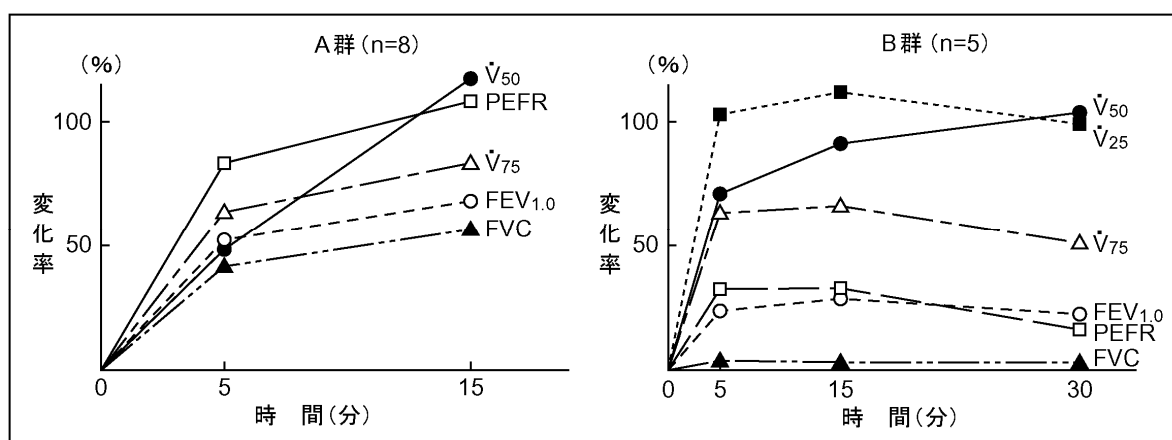 A群(n=8)
(%)
100
50
変化率
0
5
15
時 間(分)
V̇50
PEFR
V̇75
FEV1.0
FVC
B群(n=5)
(%)
100
50
変化率
0
5
15
30
時 間(分)
V̇50
V̇25
V̇75
FEV1.0
PEFR
FVC